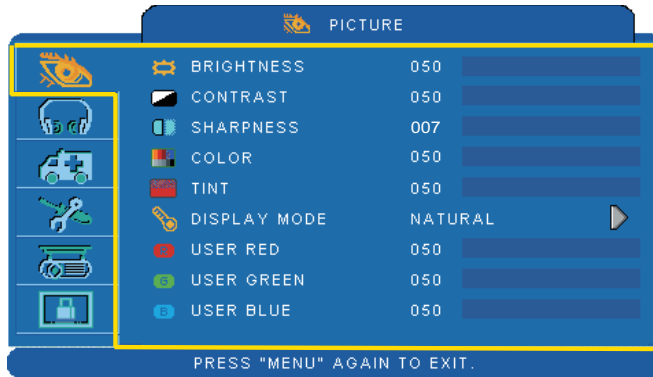 PICTURE
BRIGHTNESS 050
CONTRAST 050
SHARPNESS 007
COLOR 050
TINT 050
DISPLAY MODE NATURAL
R USER RED 050
G USER GREEN 050
B USER BLUE 050
PRESS "MENU" AGAIN TO EXIT.